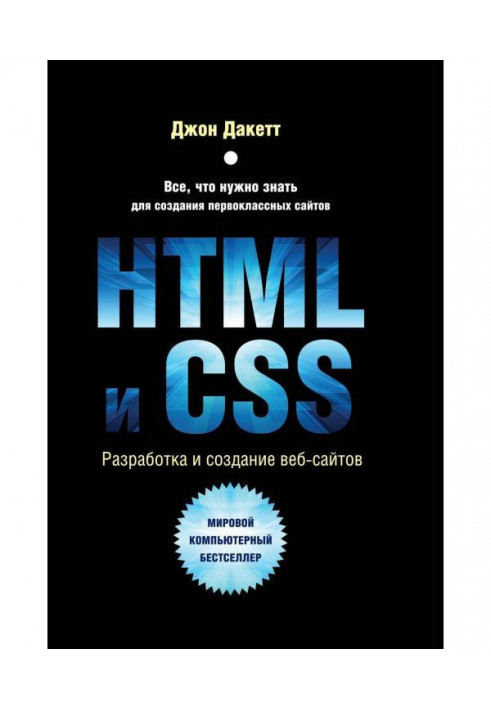 Джон Дакетт
Все, что нужно знать
для создания первоклассных сайтов
HTML
и CSS
Разработка и создание веб-сайтов
МИРОВОЙ
КОМПЬЮТЕРНЫЙ
БЕСТСЕЛЛЕР